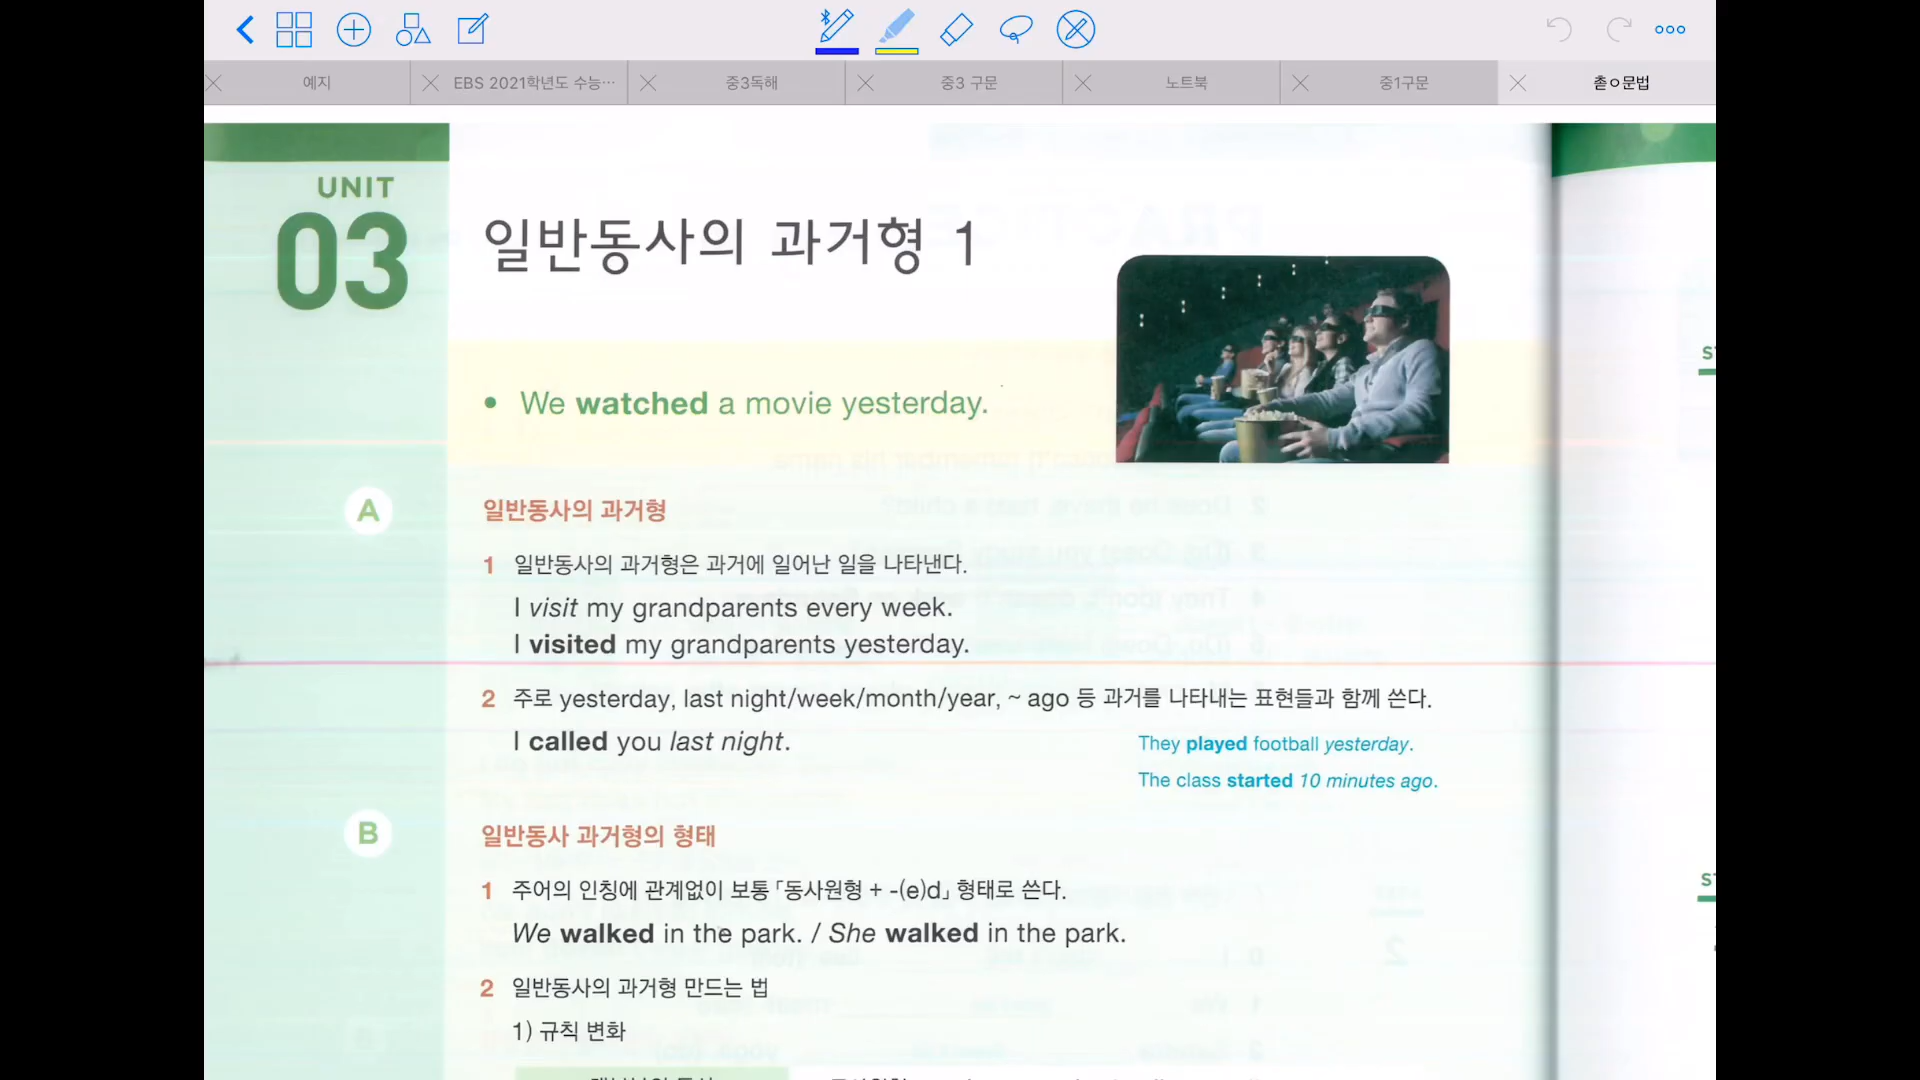 예지
EBS 2021학년도 수능…
중3독해
중3 구문
노트북
중1구문
촏ㅇ문법
UNIT
03
일반동사의 과거형 1
• We watched a movie yesterday.
A
일반동사의 과거형
1 일반동사의 과거형은 과거에 일어난 일을 나타낸다.
I visit my grandparents every week.
I visited my grandparents yesterday.
2 주로 yesterday, last night/week/month/year, ~ ago 등 과거를 나타내는 표현들과 함께 쓴다.
I called you last night.
They played football yesterday.
The class started 10 minutes ago.
B
일반동사 과거형의 형태
1 주어의 인칭에 관계없이 보통 「동사원형 + -(e)d」 형태로 쓴다.
We walked in the park. / She walked in the park.
2 일반동사의 과거형 만드는 법
1) 규칙 변화